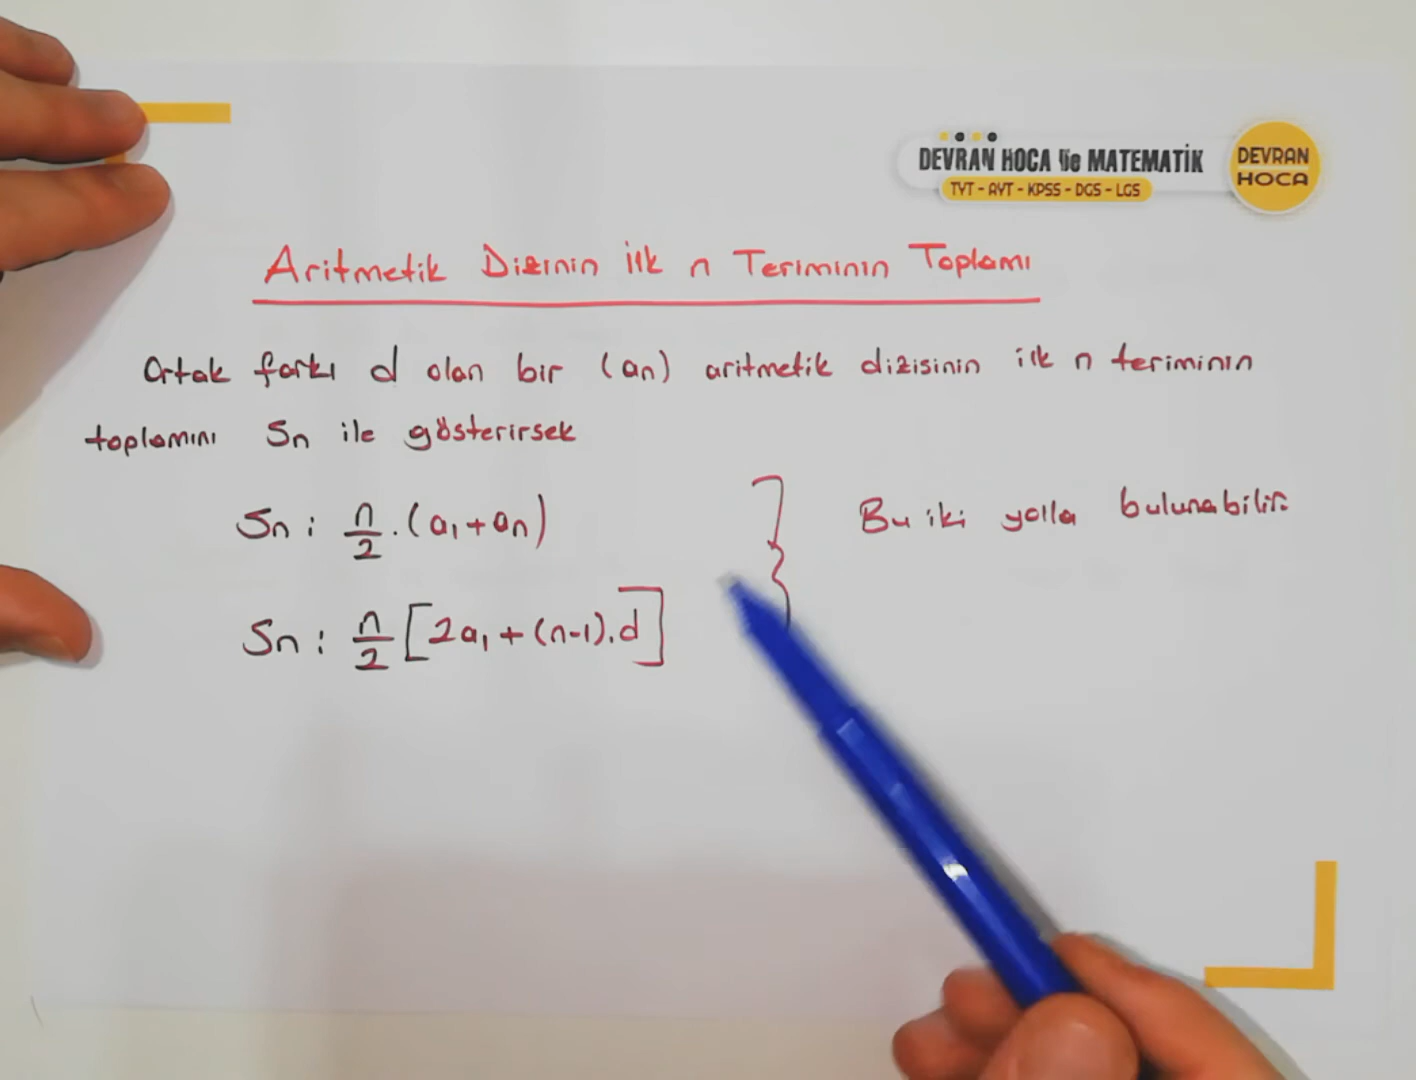 DEVRAN HOCA ile MATEMATİK
TYT - AYT - KPSS - DGS - LGS
DEVRAN
HOCA
Aritmetik Dizinin ilk n Teriminin Toplamı
Ortak farkı d olan bir (an) aritmetik dizisinin ilk n teriminin
toplamını Sn ile gösterirsek
Sn : n/2 . (a₁ + an)
Bu iki yolla bulunabilir.
Sn : n/2 [2a₁ + (n-1).d]